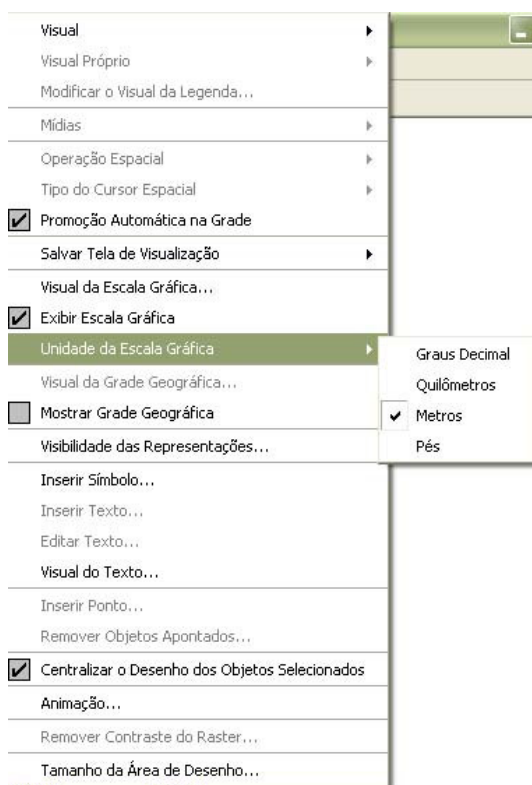 Visual
Visual Próprio
Modificar o Visual da Legenda...
Mídias
Operação Espacial
Tipo do Cursor Espacial
Promoção Automática na Grade
Salvar Tela de Visualização
Visual da Escala Gráfica...
Exibir Escala Gráfica
Unidade da Escala Gráfica
Graus Decimal
Quilômetros
Metros
Pés
Visual da Grade Geográfica...
Mostrar Grade Geográfica
Visibilidade das Representações...
Inserir Símbolo...
Inserir Texto...
Editar Texto...
Visual do Texto...
Inserir Ponto...
Remover Objetos Apontados...
Centralizar o Desenho dos Objetos Selecionados
Animação...
Remover Contraste do Raster...
Tamanho da Área de Desenho...